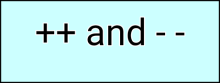 ++ and - -